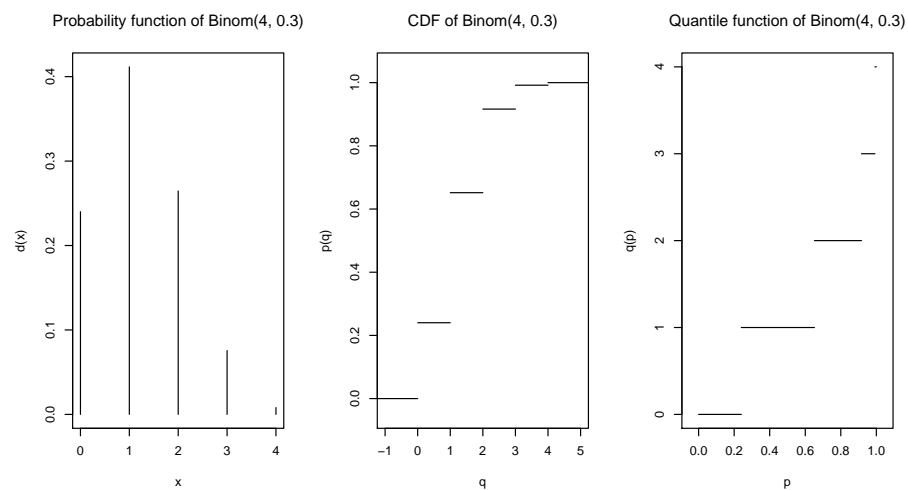 Probability function of Binom(4, 0.3)
d(x)
0.4
0.3
0.2
0.1
0.0
0 1 2 3 4
x
CDF of Binom(4, 0.3)
p(q)
1.0
0.8
0.6
0.4
0.2
0.0
−1 0 1 2 3 4 5
q
Quantile function of Binom(4, 0.3)
q(p)
4
3
2
1
0
0.0 0.2 0.4 0.6 0.8 1.0
p